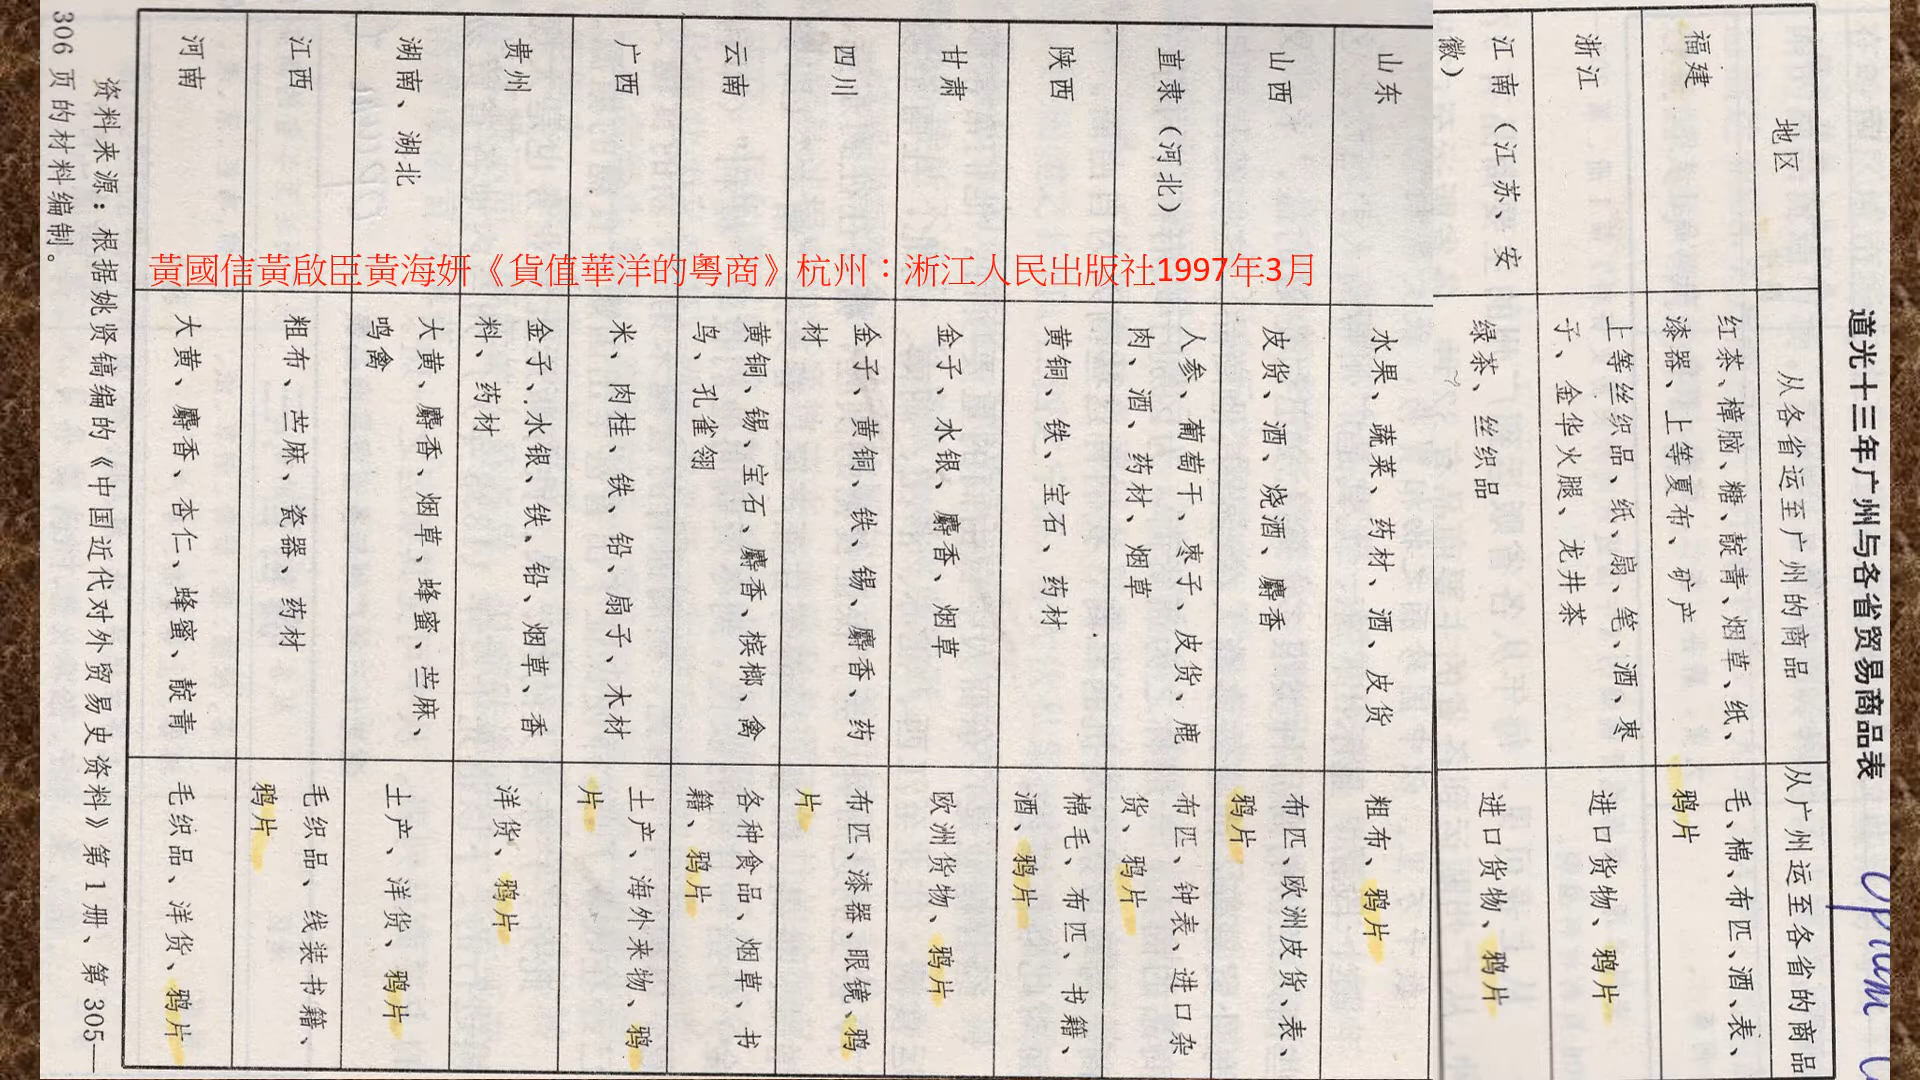 道光十三年广州与各省贸易商品表
地区
从各省运至广州的商品
从广州运至各省的商品
福建
红茶、樟脑、糖、靛青、烟草、纸、
漆器、上等夏布、矿产
毛、棉、布匹、酒、表、
鸦片
浙江
上等丝织品、纸、扇、笔、酒、枣
子、金华火腿、龙井茶
进口货物、鸦片
江南（江苏、安
徽）
绿茶、丝织品
进口货物、鸦片
山东
水果、蔬菜、药材、酒、皮货
粗布、鸦片
山西
皮货、酒、烧酒、麝香
布匹、欧洲皮货、表、
鸦片
直隶（河北）
人参、葡萄干、枣子、皮货、鹿
肉、酒、药材、烟草
布匹、钟表、进口杂
货、鸦片
陕西
黄铜、铁、宝石、药材
棉毛、布匹、书籍、
酒、鸦片
甘肃
金子、水银、麝香、烟草
欧洲货物、鸦片
四川
金子、黄铜、铁、锡、麝香、药
材
布匹、漆器、眼镜、鸦
片
云南
黄铜、锡、宝石、麝香、槟榔、禽
鸟、孔雀翎
各种食品、烟草、书
籍、鸦片
广西
米、肉桂、铁、铅、扇子、木材
土产、海外来物、鸦
片
贵州
金子、水银、铁、铅、烟草、香
料、药材
洋货、鸦片
湖南、湖北
大黄、麝香、烟草、蜂蜜、苎麻、
鸣禽
土产、洋货、鸦片
江西
粗布、苎麻、瓷器、药材
毛织品、线装书籍、
鸦片
河南
大黄、麝香、杏仁、蜂蜜、靛青
毛织品、洋货、鸦片
资料来源：根据姚贤镐编的《中国近代对外贸易史资料》第1册、第305—
306页的材料编制。
黃國信黃啟臣黃海妍《貨值華洋的粵商》杭州：淅江人民出版社1997年3月
Opium